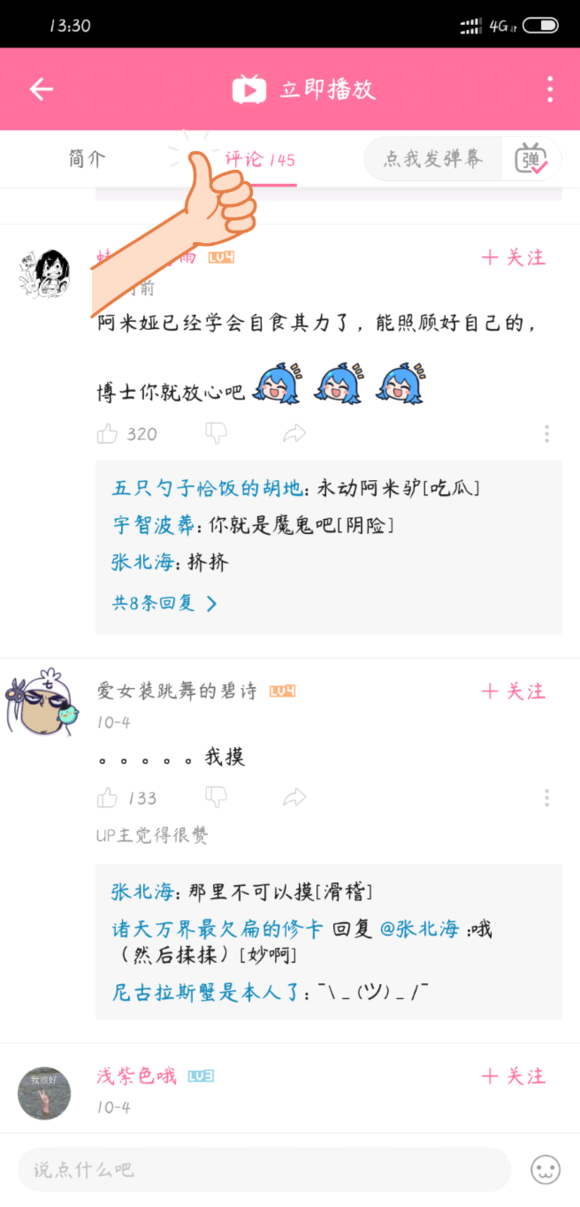 13:30
4G
立即播放
简介
评论 145
点我发弹幕
弹
雨 LV4
+ 关注
前
阿米娅已经学会自食其力了，能照顾好自己的，
博士你就放心吧
320
五只勺子恰饭的胡地: 永动阿米驴[吃瓜]
宇智波葬: 你就是魔鬼吧[阴险]
张北海: 挤挤
共8条回复
爱女装跳舞的碧诗 LV4
+ 关注
10-4
。。。。。我摸
133
UP主觉得很赞
张北海: 那里不可以摸[滑稽]
诸天万界最欠扁的修卡 回复 @张北海 :哦
（然后揉揉）[妙啊]
尼古拉斯蟹是本人了: ¯\_(ツ)_/¯
浅紫色哦 LV3
+ 关注
10-4
说点什么吧